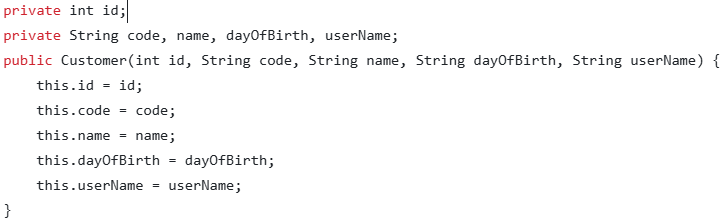 private int id;
private String code, name, dayOfBirth, userName;
public Customer(int id, String code, String name, String dayOfBirth, String userName) {
    this.id = id;
    this.code = code;
    this.name = name;
    this.dayOfBirth = dayOfBirth;
    this.userName = userName;
}